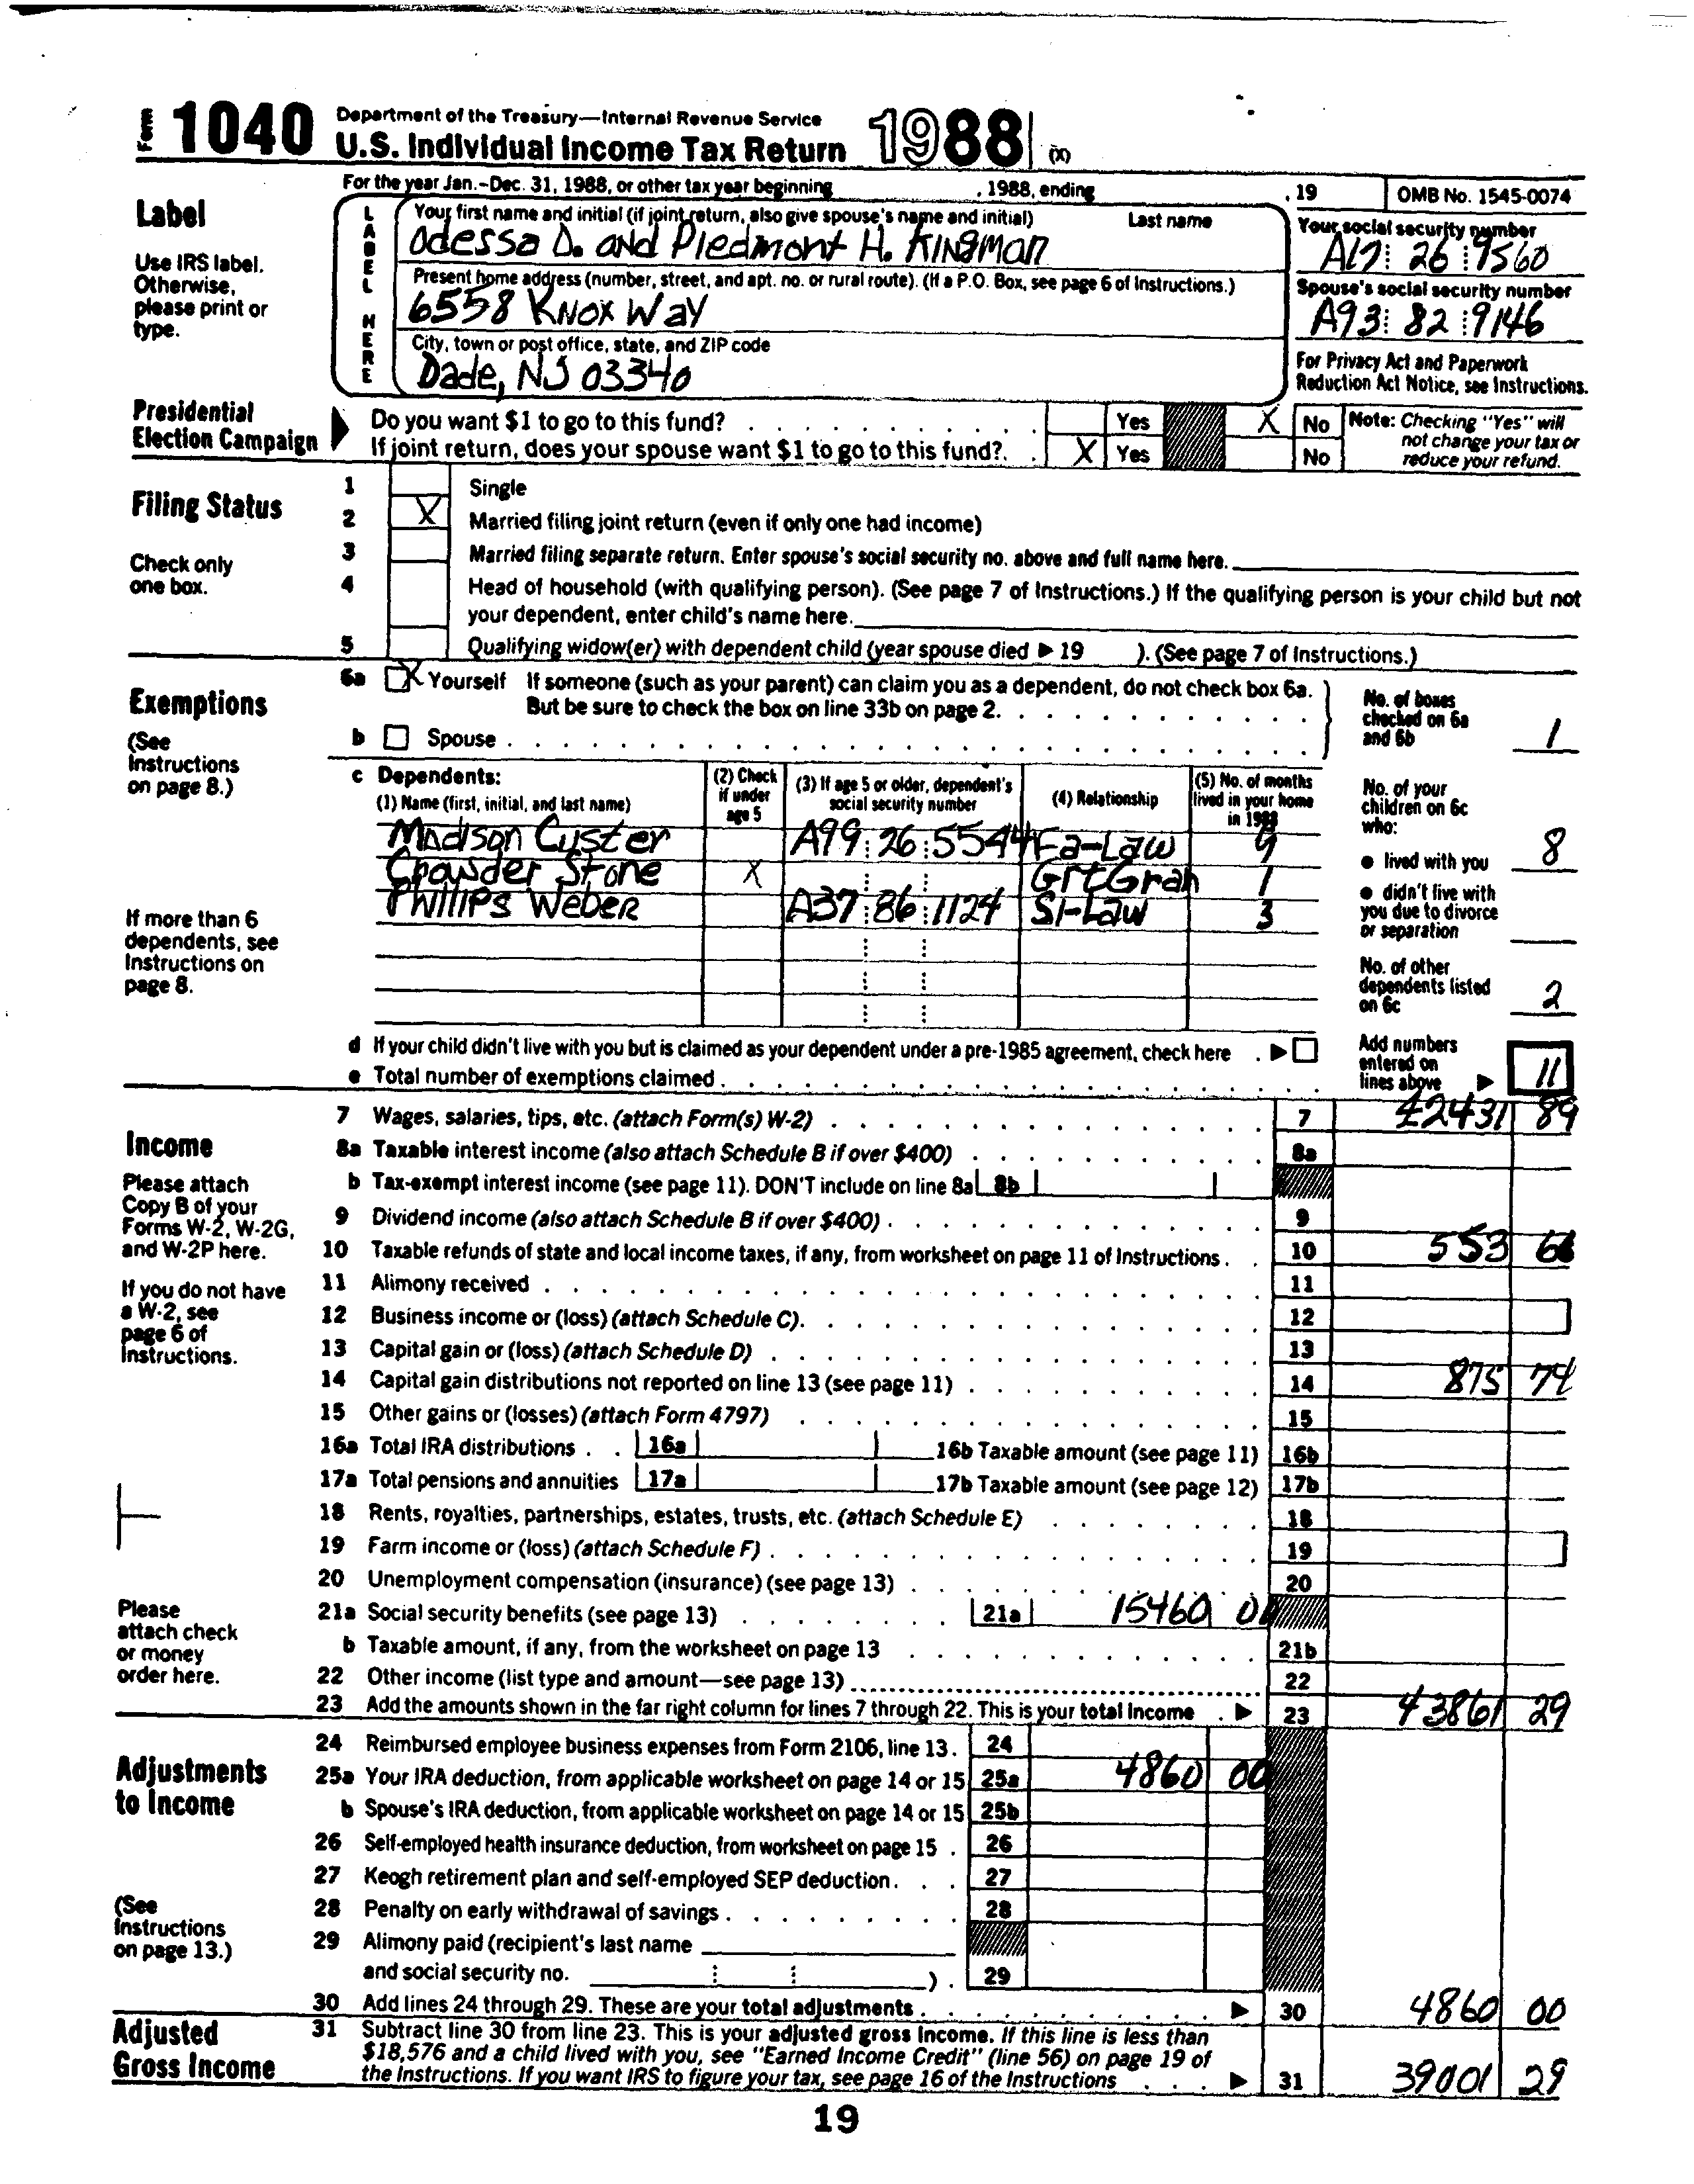 Form 1040 Department of the Treasury—Internal Revenue Service
U.S. Individual Income Tax Return 1988 (X)
For the year Jan.-Dec. 31, 1988, or other tax year beginning , 1988, ending , 19 OMB No. 1545-0074
Label
Use IRS label.
Otherwise,
please print or
type.
LABEL HERE
Your first name and initial (if joint return, also give spouse's name and initial) Last name
Odessa D. and Piedmont H. Kingman
Present home address (number, street, and apt. no. or rural route). (If a P.O. Box, see page 6 of Instructions.)
6558 Knox Way
City, town or post office, state, and ZIP code
Dade, NJ 03340
Your social security number
A17 26 9560
Spouse's social security number
A93 82 9146
For Privacy Act and Paperwork
Reduction Act Notice, see Instructions.
Presidential
Election Campaign
Do you want $1 to go to this fund? Yes X No
If joint return, does your spouse want $1 to go to this fund?. X Yes No
Note: Checking "Yes" will
not change your tax or
reduce your refund.
Filing Status
Check only
one box.
1 Single
2 X Married filing joint return (even if only one had income)
3 Married filing separate return. Enter spouse's social security no. above and full name here.
4 Head of household (with qualifying person). (See page 7 of Instructions.) If the qualifying person is your child but not
your dependent, enter child's name here.
5 Qualifying widow(er) with dependent child (year spouse died ▶ 19 ). (See page 7 of Instructions.)
Exemptions
(See
Instructions
on page 8.)
6a X Yourself If someone (such as your parent) can claim you as a dependent, do not check box 6a.
But be sure to check the box on line 33b on page 2.
b Spouse
No. of boxes
checked on 6a
and 6b 1
c Dependents:
(1) Name (first, initial, and last name)
(2) Check
if under
age 5
(3) If age 5 or older, dependent's
social security number
(4) Relationship
(5) No. of months
lived in your home
in 1988
Madison Custer A99 26 5544 Fa-Law 9
Chowder Stone X GrtGran 1
Phillips Weber A37 86 1124 SI-Law 3
If more than 6
dependents, see
Instructions on
page 8.
No. of your
children on 6c
who:
● lived with you 8
● didn't live with
you due to divorce
or separation
No. of other
dependents listed
on 6c 2
d If your child didn't live with you but is claimed as your dependent under a pre-1985 agreement, check here ▶
e Total number of exemptions claimed
Add numbers
entered on
lines above ▶ 11
Income
Please attach
Copy B of your
Forms W-2, W-2G,
and W-2P here.
If you do not have
a W-2, see
page 6 of
Instructions.
Please
attach check
or money
order here.
7 Wages, salaries, tips, etc. (attach Form(s) W-2) 7 42431 89
8a Taxable interest income (also attach Schedule B if over $400) 8a
b Tax-exempt interest income (see page 11). DON'T include on line 8a 8b
9 Dividend income (also attach Schedule B if over $400) 9
10 Taxable refunds of state and local income taxes, if any, from worksheet on page 11 of Instructions 10 553 66
11 Alimony received 11
12 Business income or (loss) (attach Schedule C) 12
13 Capital gain or (loss) (attach Schedule D) 13
14 Capital gain distributions not reported on line 13 (see page 11) 14 875 74
15 Other gains or (losses) (attach Form 4797) 15
16a Total IRA distributions 16a 16b Taxable amount (see page 11) 16b
17a Total pensions and annuities 17a 17b Taxable amount (see page 12) 17b
18 Rents, royalties, partnerships, estates, trusts, etc. (attach Schedule E) 18
19 Farm income or (loss) (attach Schedule F) 19
20 Unemployment compensation (insurance) (see page 13) 20
21a Social security benefits (see page 13) 21a 15460 00
b Taxable amount, if any, from the worksheet on page 13 21b
22 Other income (list type and amount—see page 13) 22
23 Add the amounts shown in the far right column for lines 7 through 22. This is your total income ▶ 23 43861 29
Adjustments
to Income
(See
Instructions
on page 13.)
24 Reimbursed employee business expenses from Form 2106, line 13. 24
25a Your IRA deduction, from applicable worksheet on page 14 or 15 25a 4860 00
b Spouse's IRA deduction, from applicable worksheet on page 14 or 15 25b
26 Self-employed health insurance deduction, from worksheet on page 15 26
27 Keogh retirement plan and self-employed SEP deduction 27
28 Penalty on early withdrawal of savings 28
29 Alimony paid (recipient's last name
and social security no. ) 29
30 Add lines 24 through 29. These are your total adjustments ▶ 30 4860 00
Adjusted
Gross Income
31 Subtract line 30 from line 23. This is your adjusted gross income. If this line is less than
$18,576 and a child lived with you, see "Earned Income Credit" (line 56) on page 19 of
the Instructions. If you want IRS to figure your tax, see page 16 of the Instructions ▶ 31 39001 29
19